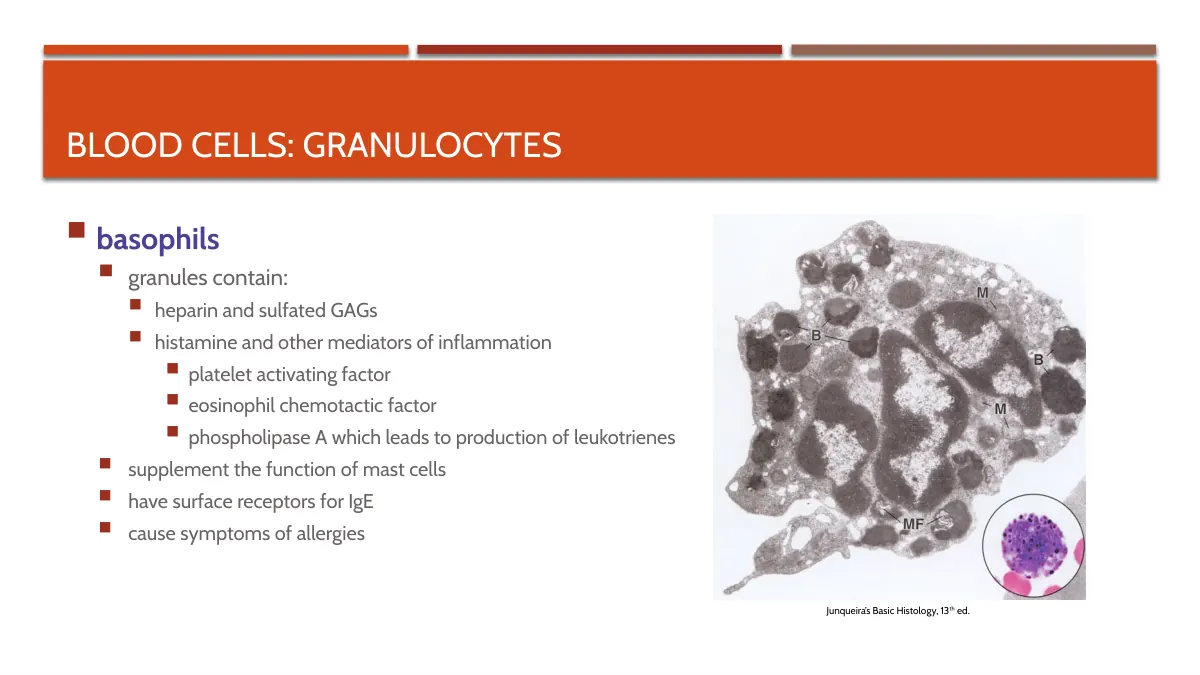 BLOOD CELLS: GRANULOCYTES
basophils
granules contain:
heparin and sulfated GAGs
histamine and other mediators of inflammation
platelet activating factor
eosinophil chemotactic factor
phospholipase A which leads to production of leukotrienes
supplement the function of mast cells
have surface receptors for IgE
cause symptoms of allergies
M
B
B
M
MF
Junqueira's Basic Histology, 13th ed.